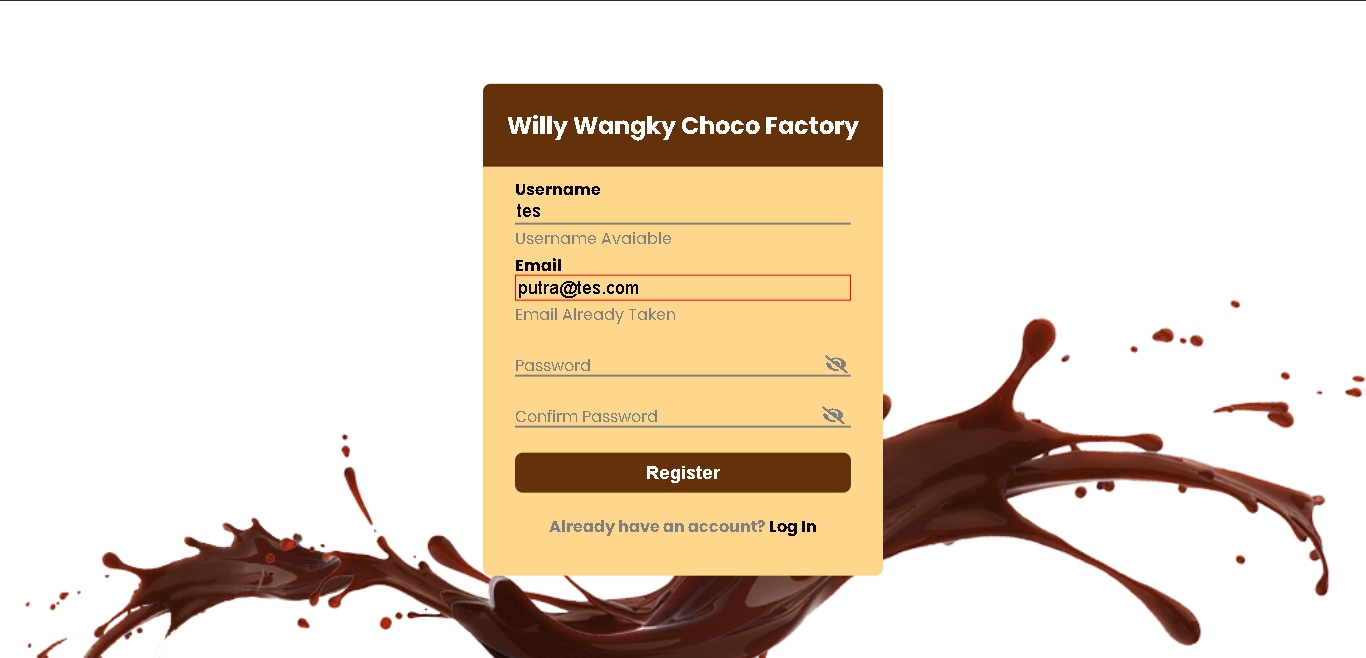 Willy Wangky Choco Factory
Username
tes
Username Avaiable
Email
putra@tes.com
Email Already Taken
Password
Confirm Password
Register
Already have an account? Log In